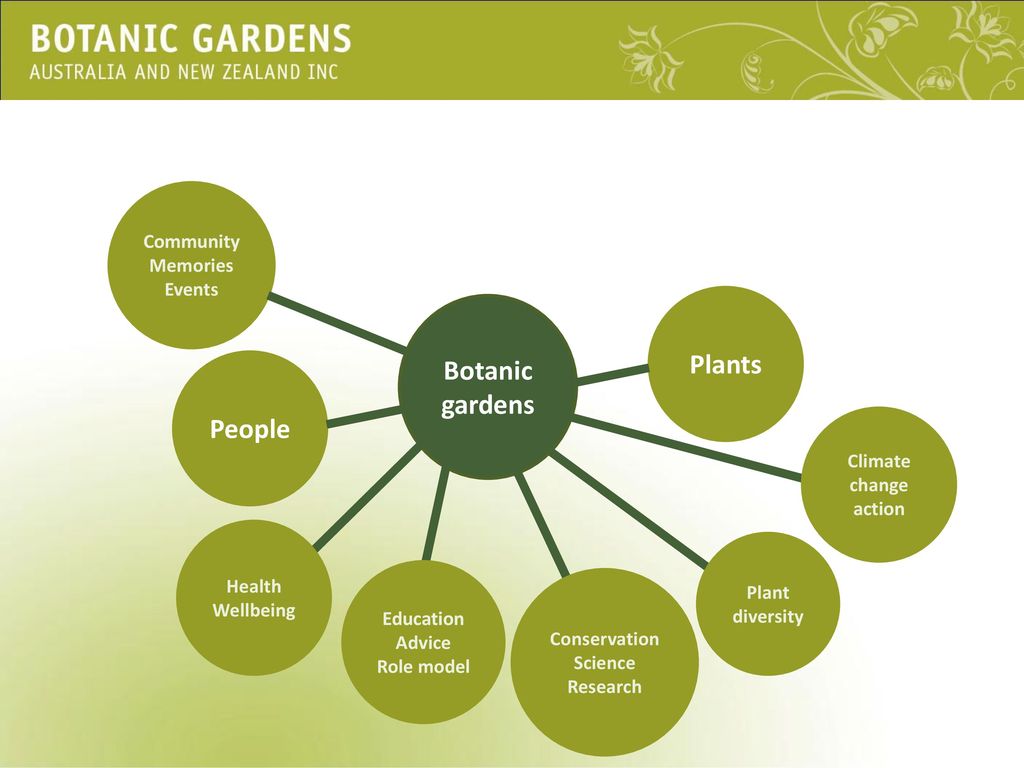 BOTANIC GARDENS
AUSTRALIA AND NEW ZEALAND INC
Community
Memories
Events
Botanic
gardens
Plants
People
Climate
change
action
Health
Wellbeing
Education
Advice
Role model
Conservation
Science
Research
Plant
diversity